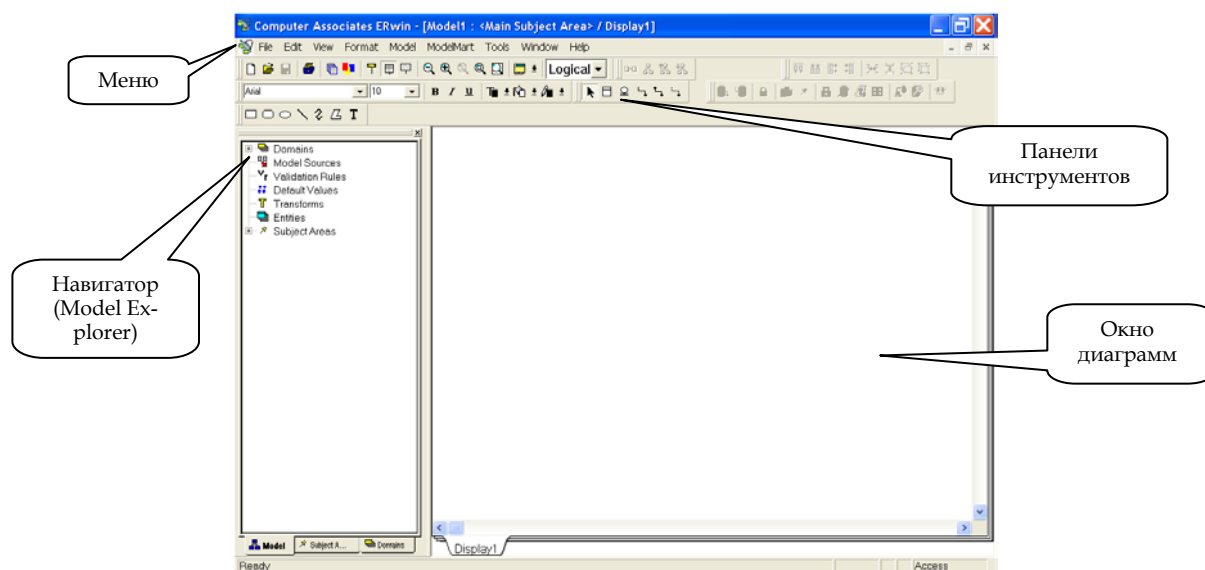 Computer Associates ERwin - [Model1 : <Main Subject Area> / Display1]
File Edit View Format Model ModelMart Tools Window Help
Меню
Logical
Arial 10 B I U
T
Панели
инструментов
Domains
Model Sources
Validation Rules
Default Values
Transforms
Entities
Subject Areas
Навигатор
(Model Ex-
plorer)
Окно
диаграмм
Model Subject A... Domains
Display1
Ready Access